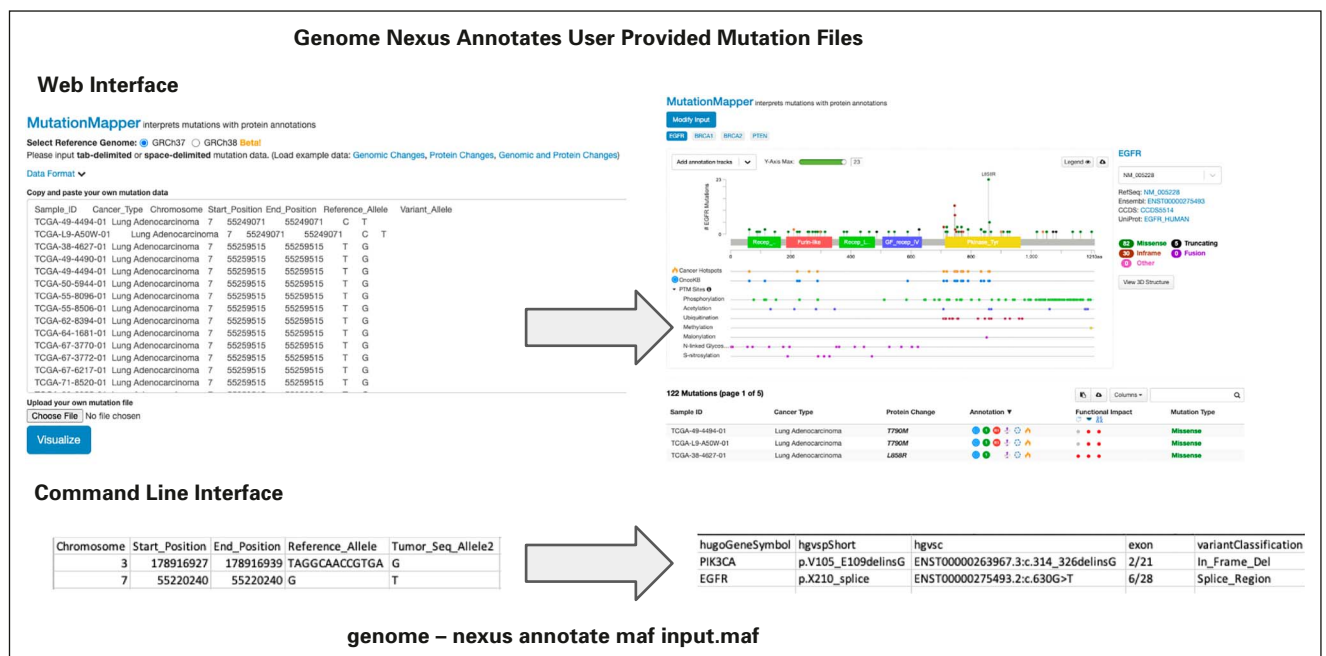 Genome Nexus Annotates User Provided Mutation Files
Web Interface
MutationMapper interprets mutations with protein annotations
Select Reference Genome: GRCh37 GRCh38 Beta!
Please input tab-delimited or space-delimited mutation data. (Load example data: Genomic Changes, Protein Changes, Genomic and Protein Changes)
Data Format
Copy and paste your own mutation data
Sample_ID Cancer_Type Chromosome Start_Position End_Position Reference_Allele Variant_Allele
TCGA-49-4494-01 Lung Adenocarcinoma 7 55249071 55249071 C T
TCGA-L9-A50W-01 Lung Adenocarcinoma 7 55249071 55249071 C T
TCGA-38-4627-01 Lung Adenocarcinoma 7 55259515 55259515 T G
TCGA-49-4490-01 Lung Adenocarcinoma 7 55259515 55259515 T G
TCGA-49-4494-01 Lung Adenocarcinoma 7 55259515 55259515 T G
TCGA-50-5944-01 Lung Adenocarcinoma 7 55259515 55259515 T G
TCGA-55-8096-01 Lung Adenocarcinoma 7 55259515 55259515 T G
TCGA-55-8506-01 Lung Adenocarcinoma 7 55259515 55259515 T G
TCGA-62-8394-01 Lung Adenocarcinoma 7 55259515 55259515 T G
TCGA-64-1681-01 Lung Adenocarcinoma 7 55259515 55259515 T G
TCGA-67-3770-01 Lung Adenocarcinoma 7 55259515 55259515 T G
TCGA-67-3772-01 Lung Adenocarcinoma 7 55259515 55259515 T G
TCGA-67-6217-01 Lung Adenocarcinoma 7 55259515 55259515 T G
TCGA-71-8520-01 Lung Adenocarcinoma 7 55259515 55259515 T G
Upload your own mutation file
Choose File No file chosen
Visualize
MutationMapper interprets mutations with protein annotations
Modify Input
EGFR BRCA1 BRCA2 PTEN
Add annotation tracks Y-Axis Max: 23 Legend
L858R
23
# EGFR Mutations
0
Recep_... Furin-like Recep_L... GF_recep_IV Pkinase_Tyr
0 200 400 600 800 1,000 1210aa
Cancer Hotspots
OncoKB
PTM Sites
Phosphorylation
Acetylation
Ubiquitination
Methylation
Malonylation
N-linked Glycos...
S-nitrosylation
EGFR
NM_005228
RefSeq: NM_005228
Ensembl: ENST00000275493
CCDS: CCDS5514
UniProt: EGFR_HUMAN
82 Missense 5 Truncating
30 Inframe 0 Fusion
0 Other
View 3D Structure
122 Mutations (page 1 of 5) Columns
Sample ID Cancer Type Protein Change Annotation Functional Impact Mutation Type
TCGA-49-4494-01 Lung Adenocarcinoma T790M Missense
TCGA-L9-A50W-01 Lung Adenocarcinoma T790M Missense
TCGA-38-4627-01 Lung Adenocarcinoma L858R Missense
Command Line Interface
Chromosome Start_Position End_Position Reference_Allele Tumor_Seq_Allele2
3 178916927 178916939 TAGGCAACCGTGA G
7 55220240 55220240 G T
hugoGeneSymbol hgvspShort hgvsc exon variantClassification
PIK3CA p.V105_E109delinsG ENST00000263967.3:c.314_326delinsG 2/21 In_Frame_Del
EGFR p.X210_splice ENST00000275493.2:c.630G>T 6/28 Splice_Region
genome – nexus annotate maf input.maf